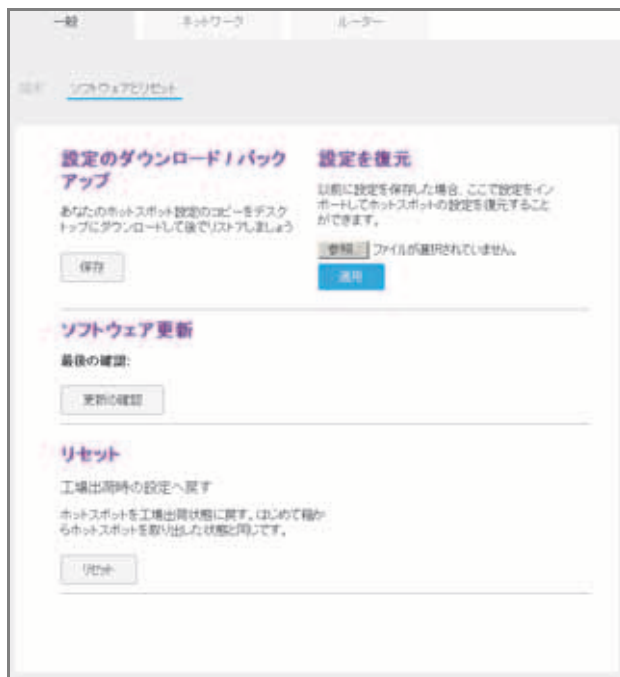 一般 ネットワーク ルーター
ソフトウェアとリセット
設定のダウンロード / バック
アップ
あなたのホットスポット設定のコピーをデスク
トップにダウンロードして後でリストアしましょう
保存
設定を復元
以前に設定を保存した場合、ここで設定をイン
ポートしてホットスポットの設定を復元すること
ができます。
参照... ファイルが選択されていません。
適用
ソフトウェア更新
最後の確認:
更新の確認
リセット
工場出荷時の設定へ戻す
ホットスポットを工場出荷状態に戻す。はじめて箱か
らホットスポットを取り出した状態と同じです。
リセット